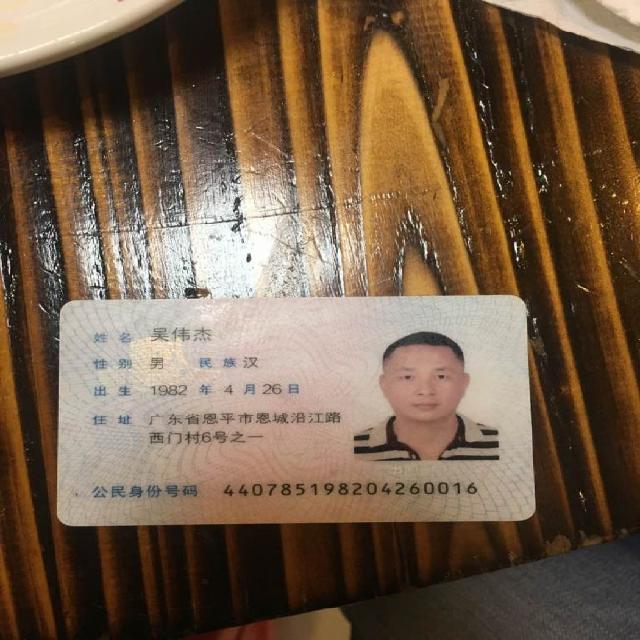 姓名 吴伟杰
性别 男 民族 汉
出生 1982 年 4 月 26 日
住址 广东省恩平市恩城沿江路
西门村6号之一
公民身份号码 440785198204260016